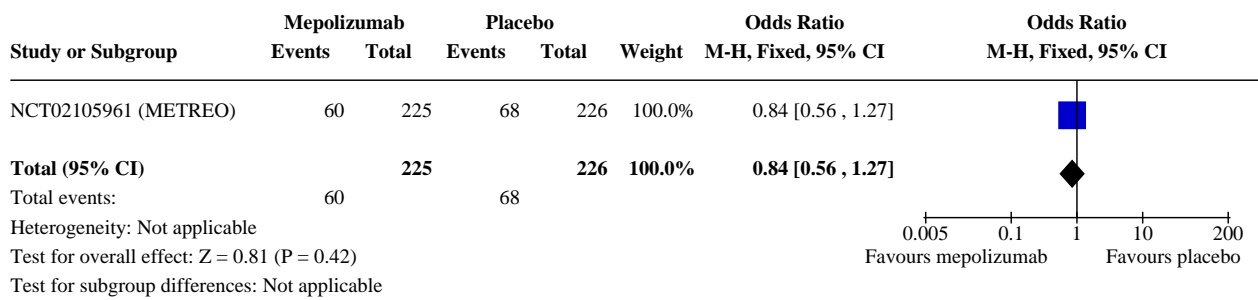 Mepolizumab Placebo Odds Ratio Odds Ratio
Study or Subgroup Events Total Events Total Weight M-H, Fixed, 95% CI M-H, Fixed, 95% CI
NCT02105961 (METREO) 60 225 68 226 100.0% 0.84 [0.56 , 1.27]
Total (95% CI) 225 226 100.0% 0.84 [0.56 , 1.27]
Total events: 60 68
Heterogeneity: Not applicable
0.005 0.1 1 10 200
Test for overall effect: Z = 0.81 (P = 0.42) Favours mepolizumab Favours placebo
Test for subgroup differences: Not applicable